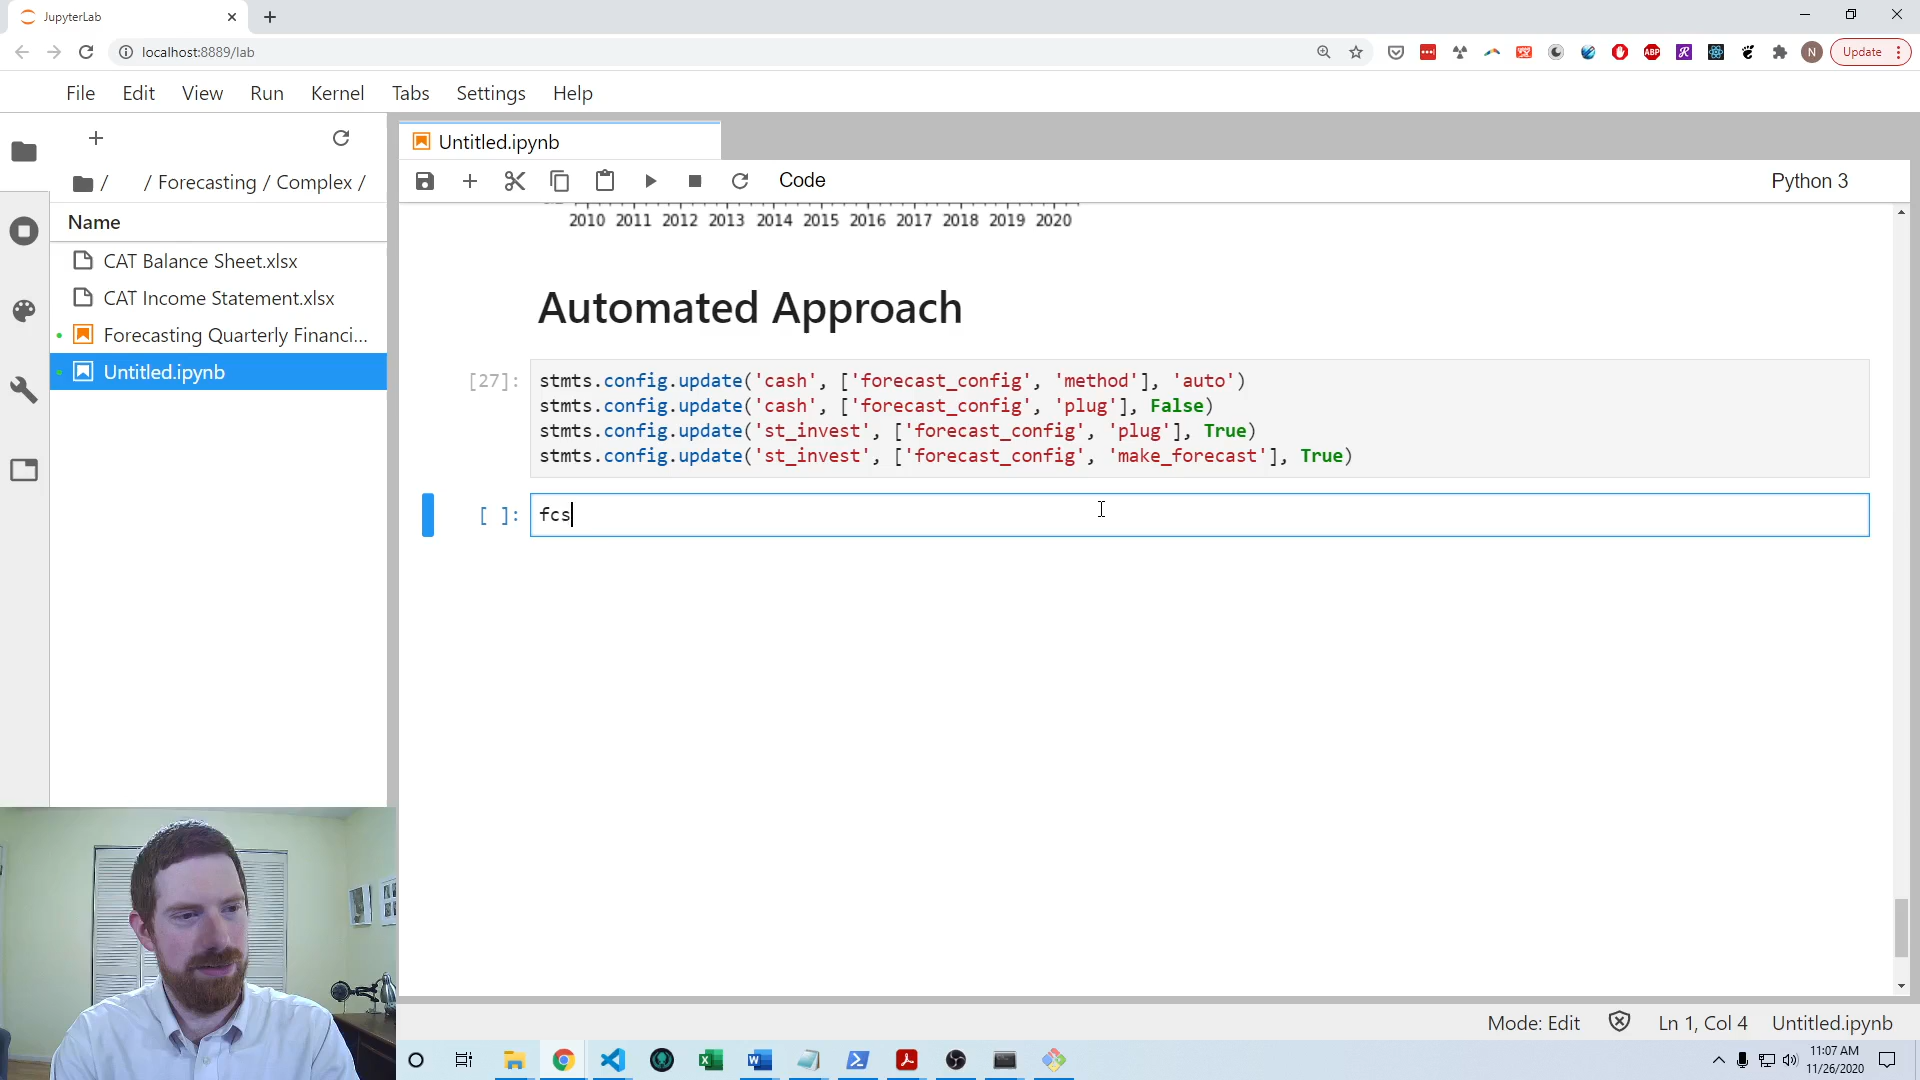 JupyterLab
localhost:8889/lab
ABP
N
Update
File Edit View Run Kernel Tabs Settings Help
/ / Forecasting / Complex /
Name
CAT Balance Sheet.xlsx
CAT Income Statement.xlsx
Forecasting Quarterly Financi...
Untitled.ipynb
Untitled.ipynb
Code
Python 3
2010 2011 2012 2013 2014 2015 2016 2017 2018 2019 2020
Automated Approach
[27]:
stmts.config.update('cash', ['forecast_config', 'method'], 'auto')
stmts.config.update('cash', ['forecast_config', 'plug'], False)
stmts.config.update('st_invest', ['forecast_config', 'plug'], True)
stmts.config.update('st_invest', ['forecast_config', 'make_forecast'], True)
[ ]:
fcs
Mode: Edit Ln 1, Col 4 Untitled.ipynb
11:07 AM
11/26/2020